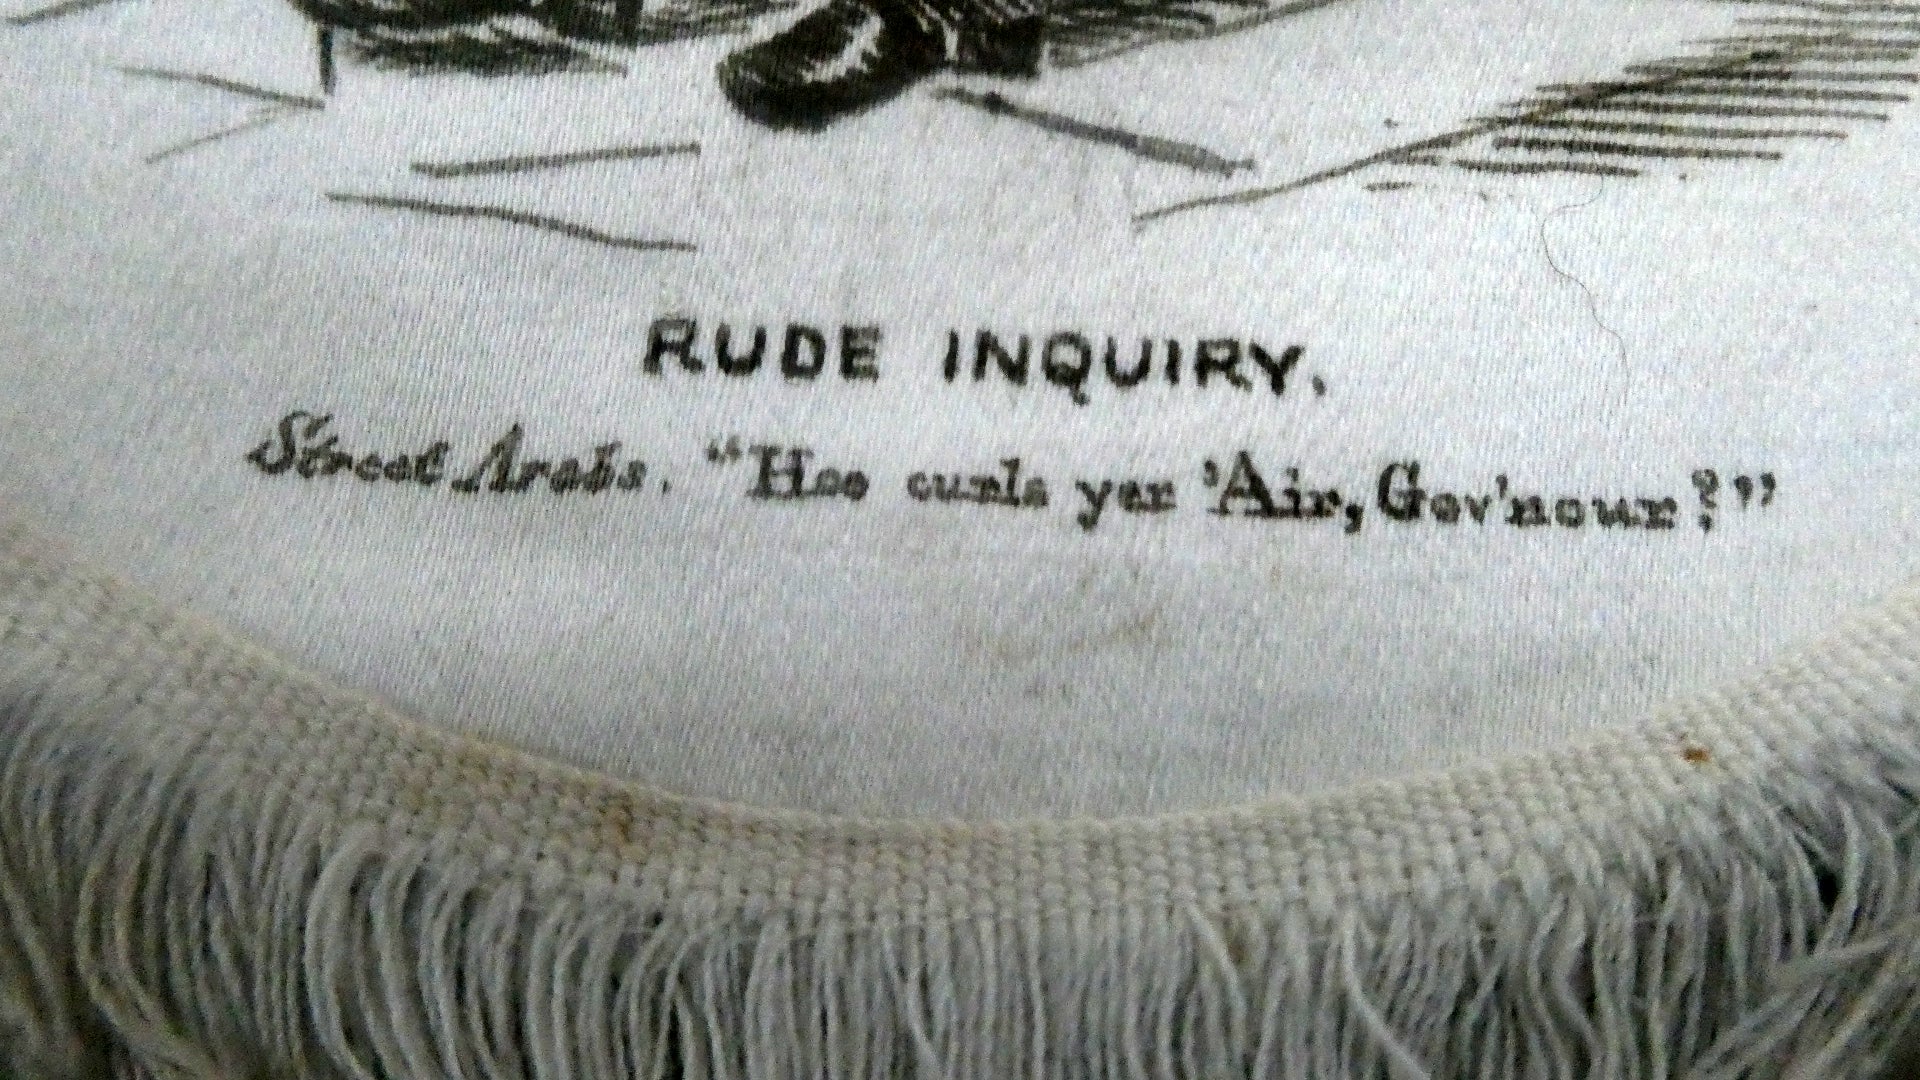 RUDE INQUIRY.
Street Arabs. “Hoo curls yer ’Air, Gov’nour?”